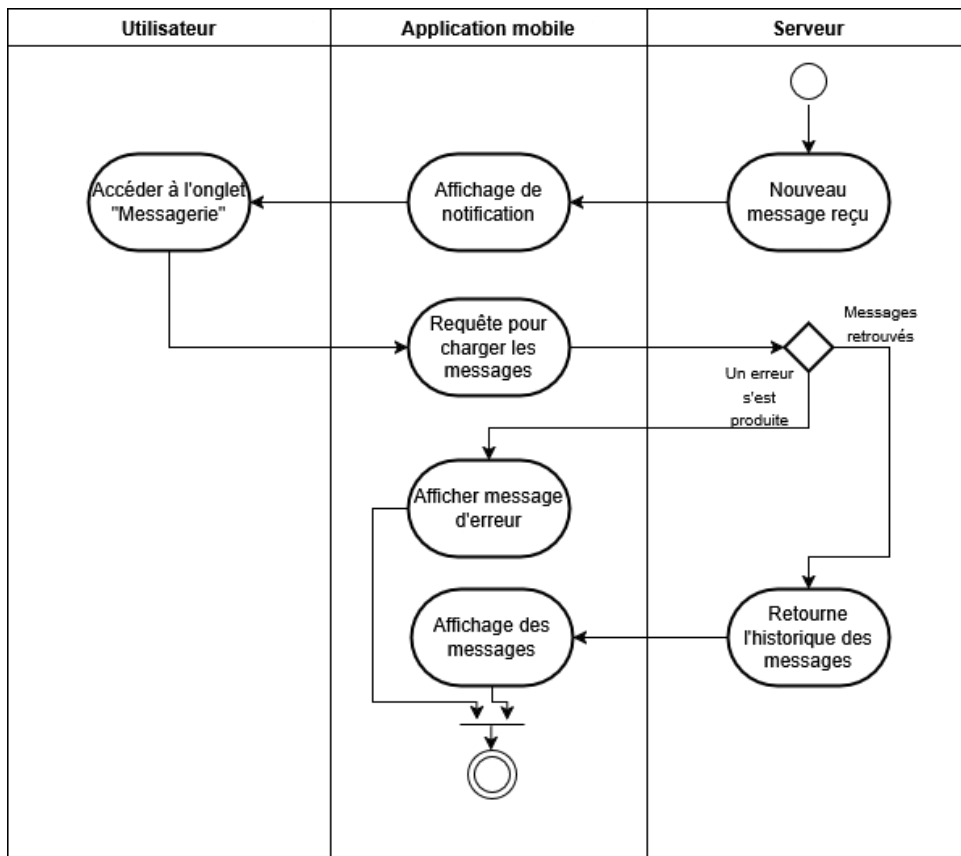 Utilisateur
Application mobile
Serveur
Accéder à l'onglet
"Messagerie"
Affichage de
notification
Nouveau
message reçu
Requête pour
charger les
messages
Messages
retrouvés
Un erreur
s'est
produite
Afficher message
d'erreur
Affichage des
messages
Retourne
l'historique des
messages